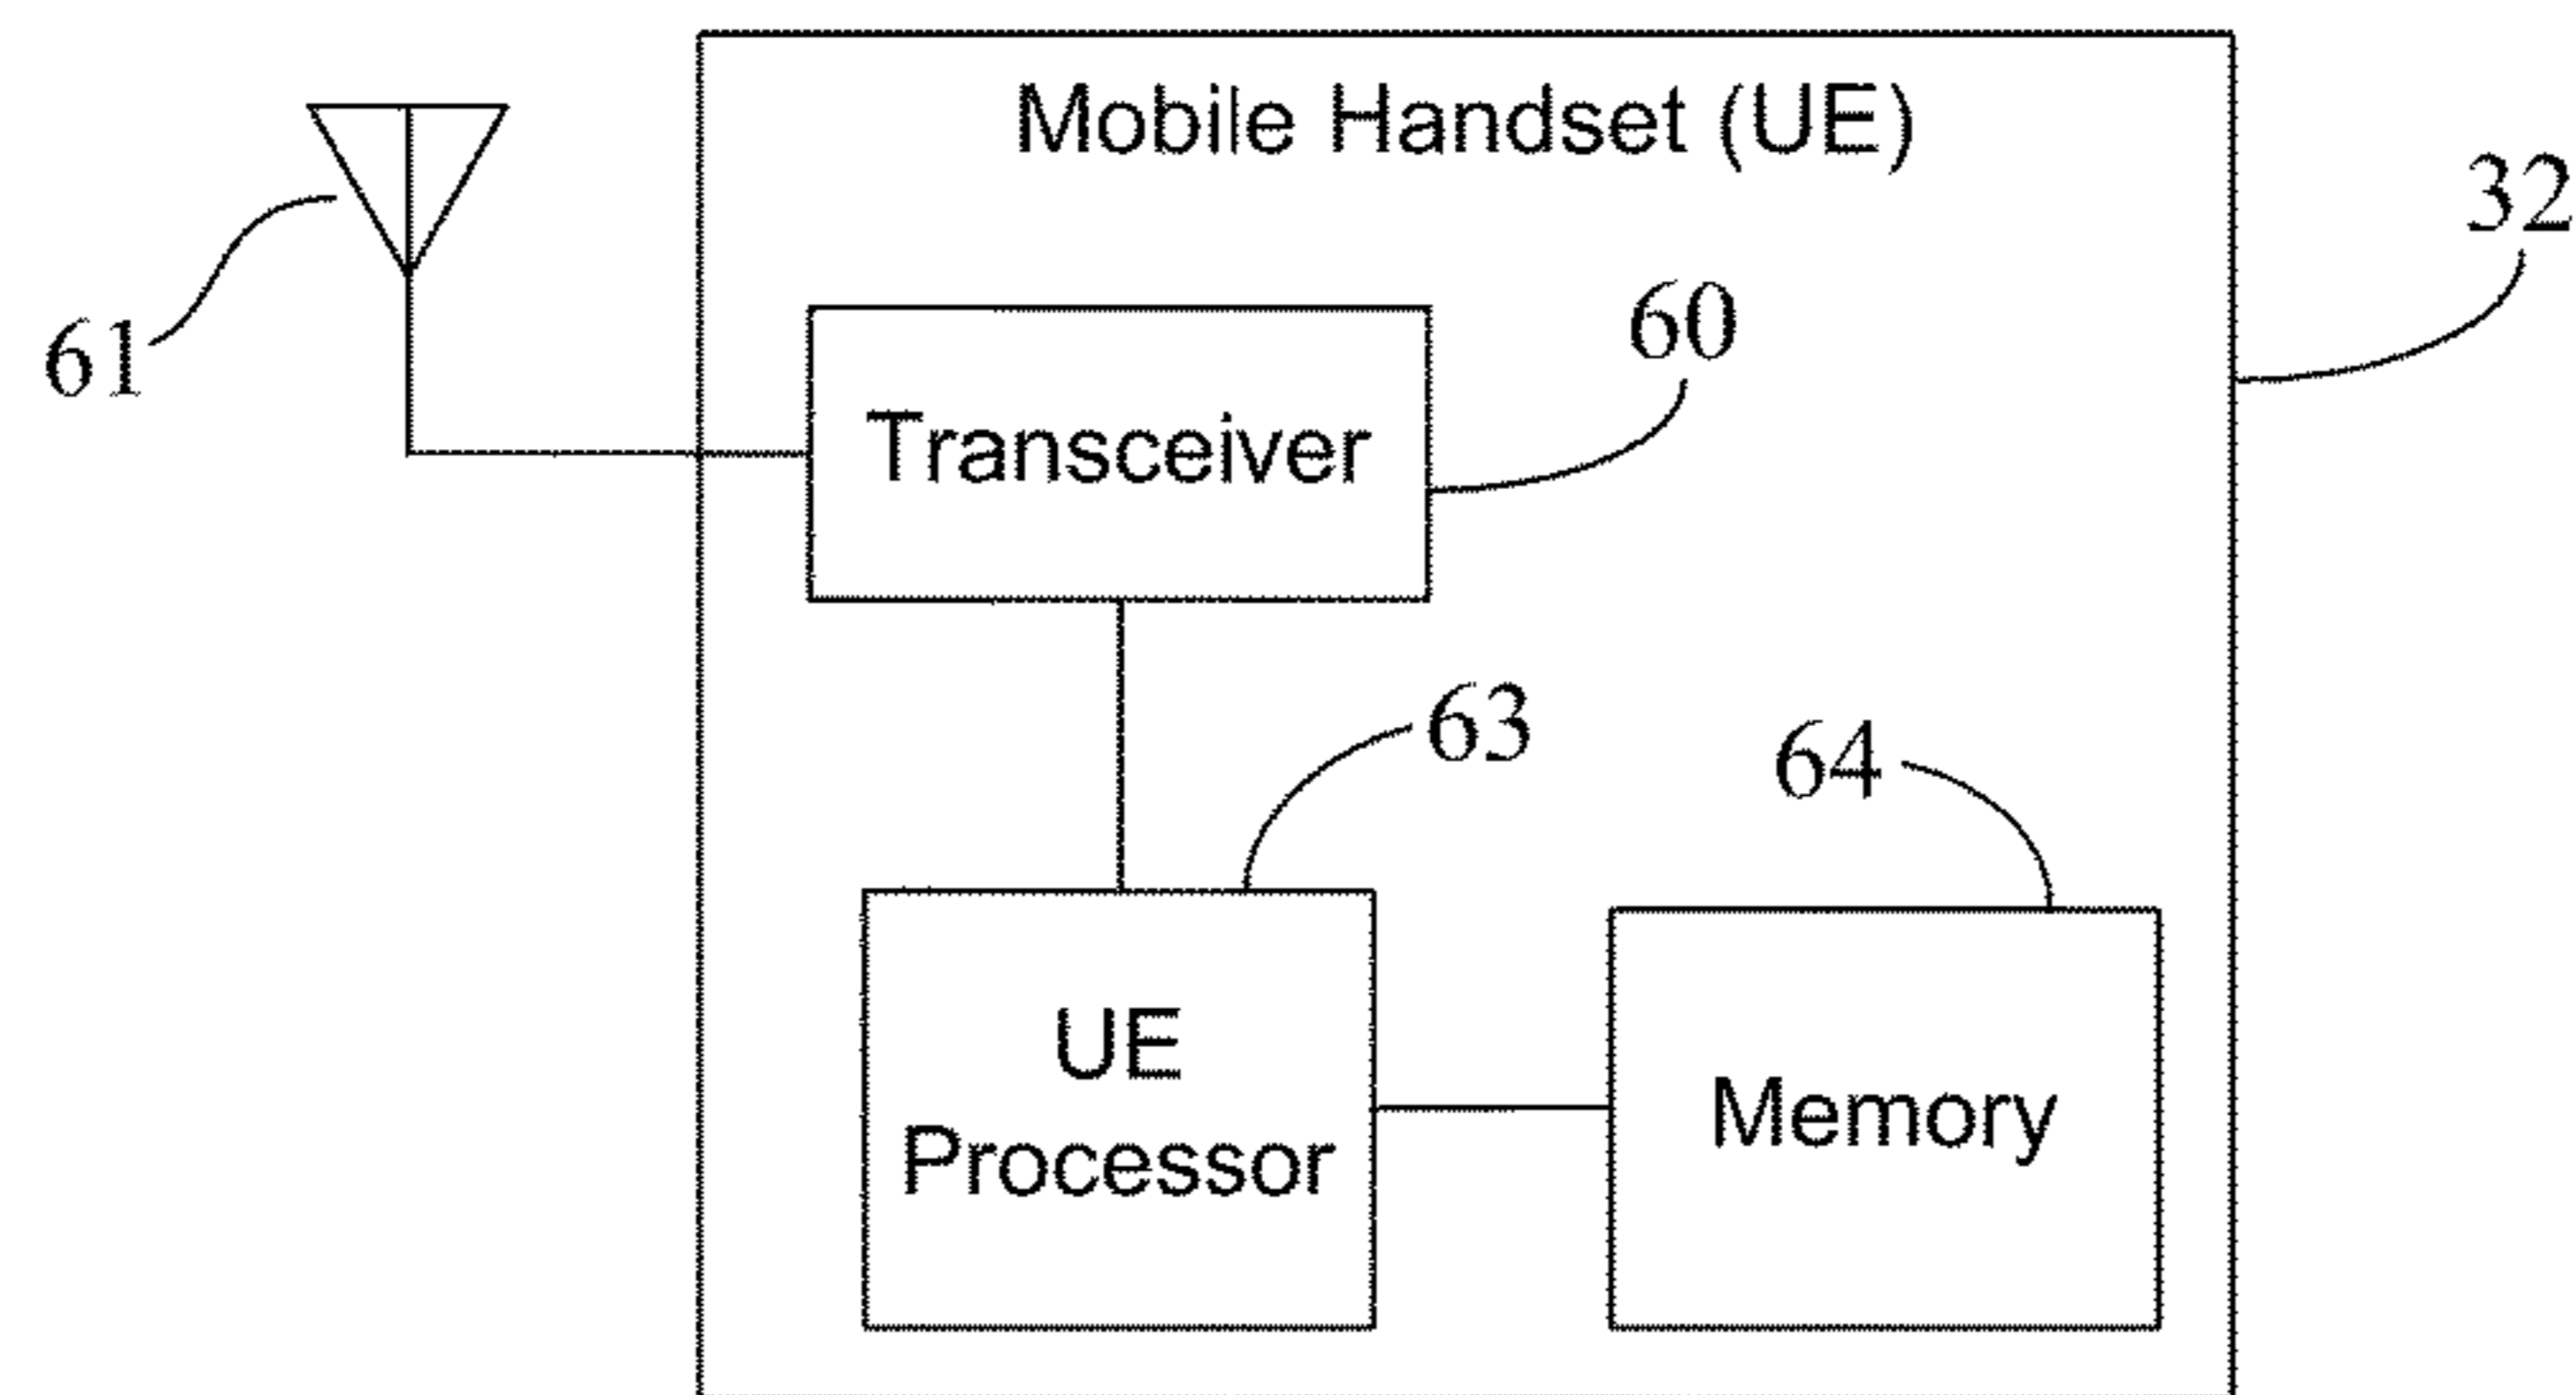 Mobile Handset (UE)
32
61
60
Transceiver
63
64
UE
Processor
Memory